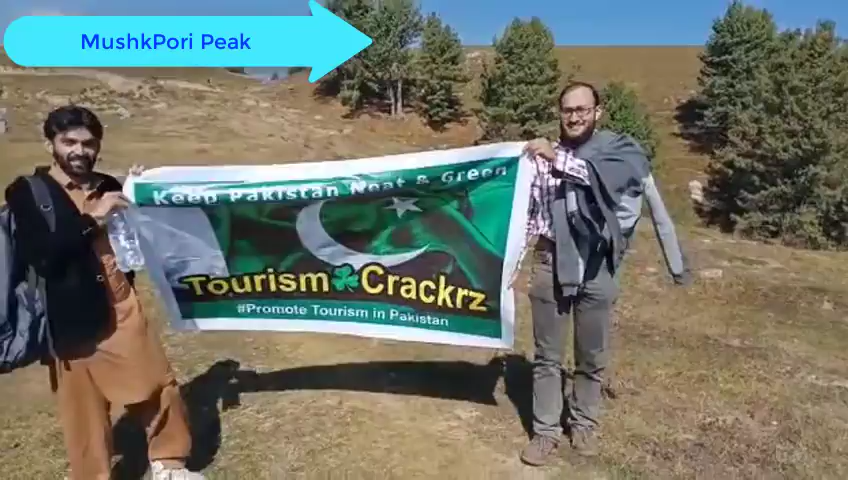 MushkPori Peak
Keep Pakistan Neat & Green
Tourism Crackrz
#Promote Tourism in Pakistan